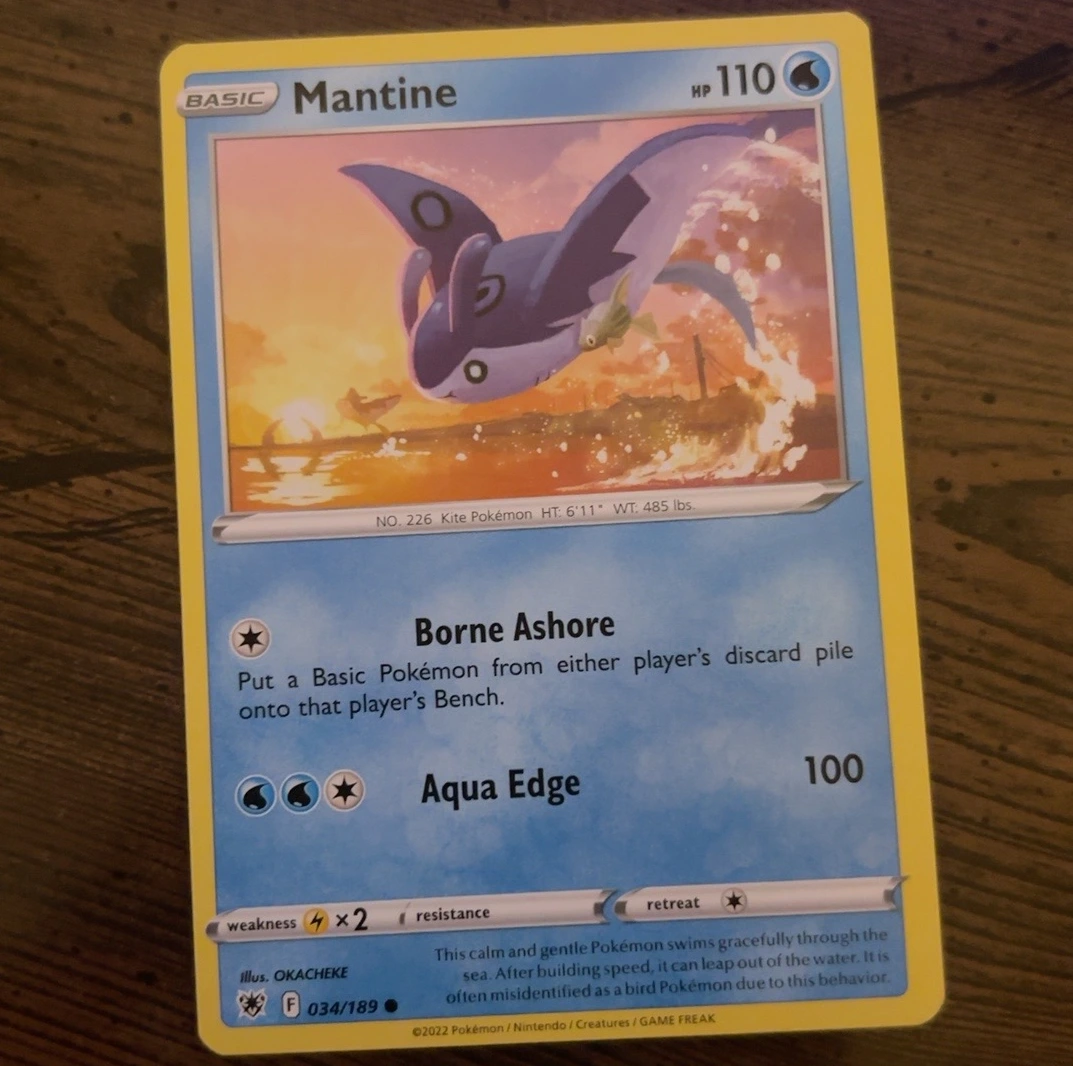 BASIC Mantine HP 110
NO. 226 Kite Pokémon HT: 6'11" WT: 485 lbs.
Borne Ashore
Put a Basic Pokémon from either player's discard pile
onto that player's Bench.
Aqua Edge 100
weakness ×2 resistance retreat
This calm and gentle Pokémon swims gracefully through the
sea. After building speed, it can leap out of the water. It is
often misidentified as a bird Pokémon due to this behavior.
Illus. OKACHEKE
F 034/189
©2022 Pokémon / Nintendo / Creatures / GAME FREAK